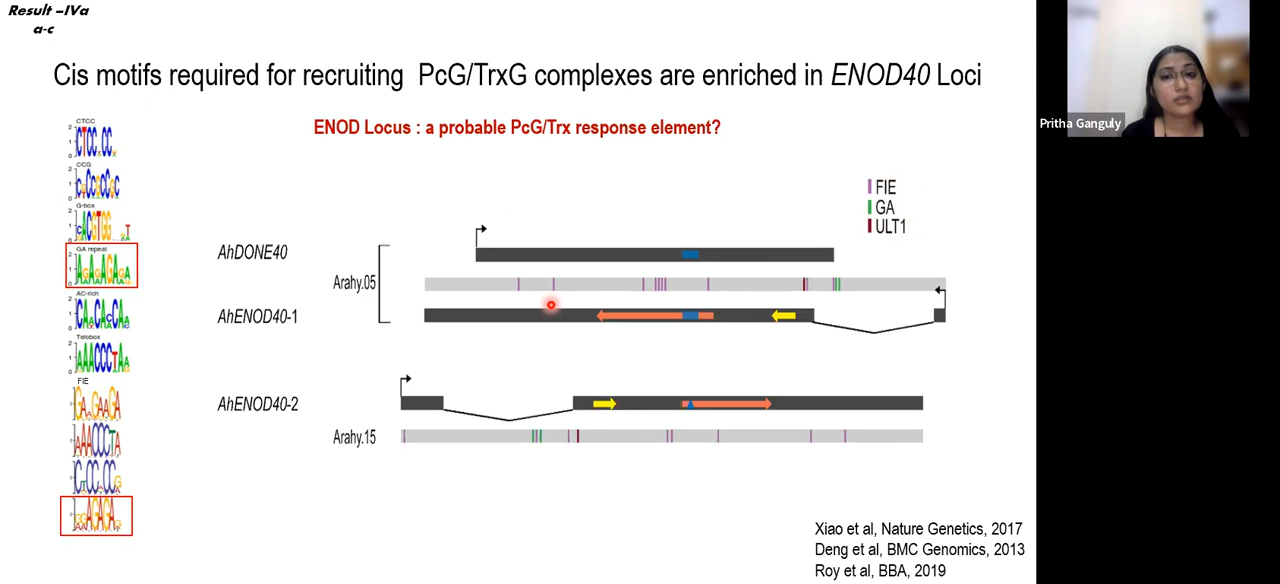 Result –IVa
a-c
Cis motifs required for recruiting PcG/TrxG complexes are enriched in ENOD40 Loci
ENOD Locus : a probable PcG/Trx response element?
Pritha Ganguly
CTCC
CCG
G-box
GA repeat
AC-rich
Telobox
FIE
FIE
GA
ULT1
AhDONE40
Arahy.05
AhENOD40-1
AhENOD40-2
Arahy.15
Xiao et al, Nature Genetics, 2017
Deng et al, BMC Genomics, 2013
Roy et al, BBA, 2019